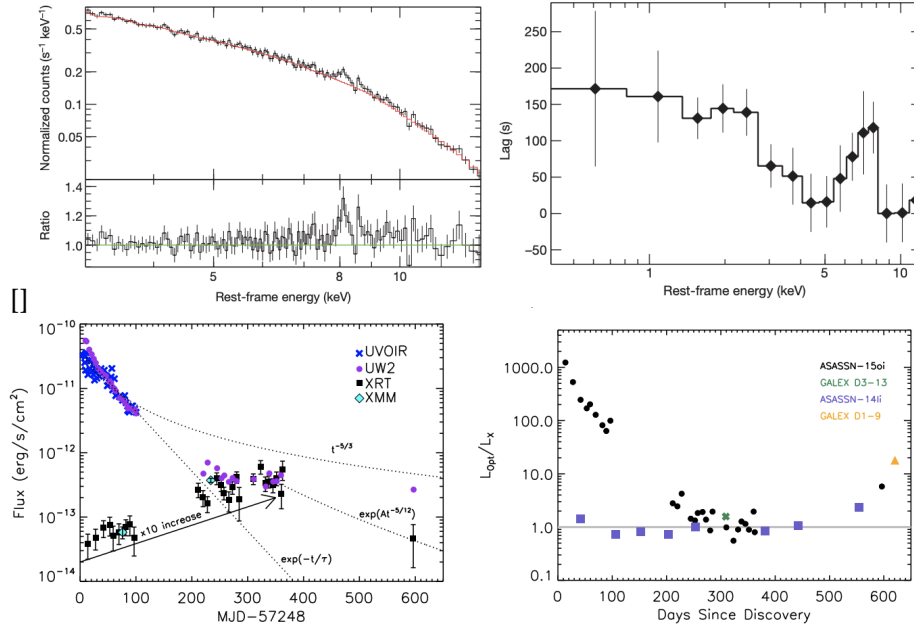 Normalized counts (s⁻¹ keV⁻¹)
0.5
0.2
0.1
0.05
Ratio
1.4
1.2
1.0
5
8
10
Rest-frame energy (keV)
Lag (s)
250
200
150
100
50
0
−50
1
5
10
Rest-frame energy (keV)
[]
Flux (erg/s/cm²)
10⁻¹⁰
10⁻¹¹
10⁻¹²
10⁻¹³
10⁻¹⁴
UVOIR
UW2
XRT
XMM
t⁻⁵/³
exp(At⁻⁵/¹²)
x10 increase
exp(−t/τ)
0 100 200 300 400 500 600
MJD−57248
L_opt/L_X
1000.0
100.0
10.0
1.0
0.1
ASASSN−15oi
GALEX D3−13
ASASSN−14li
GALEX D1−9
0 100 200 300 400 500 600
Days Since Discovery